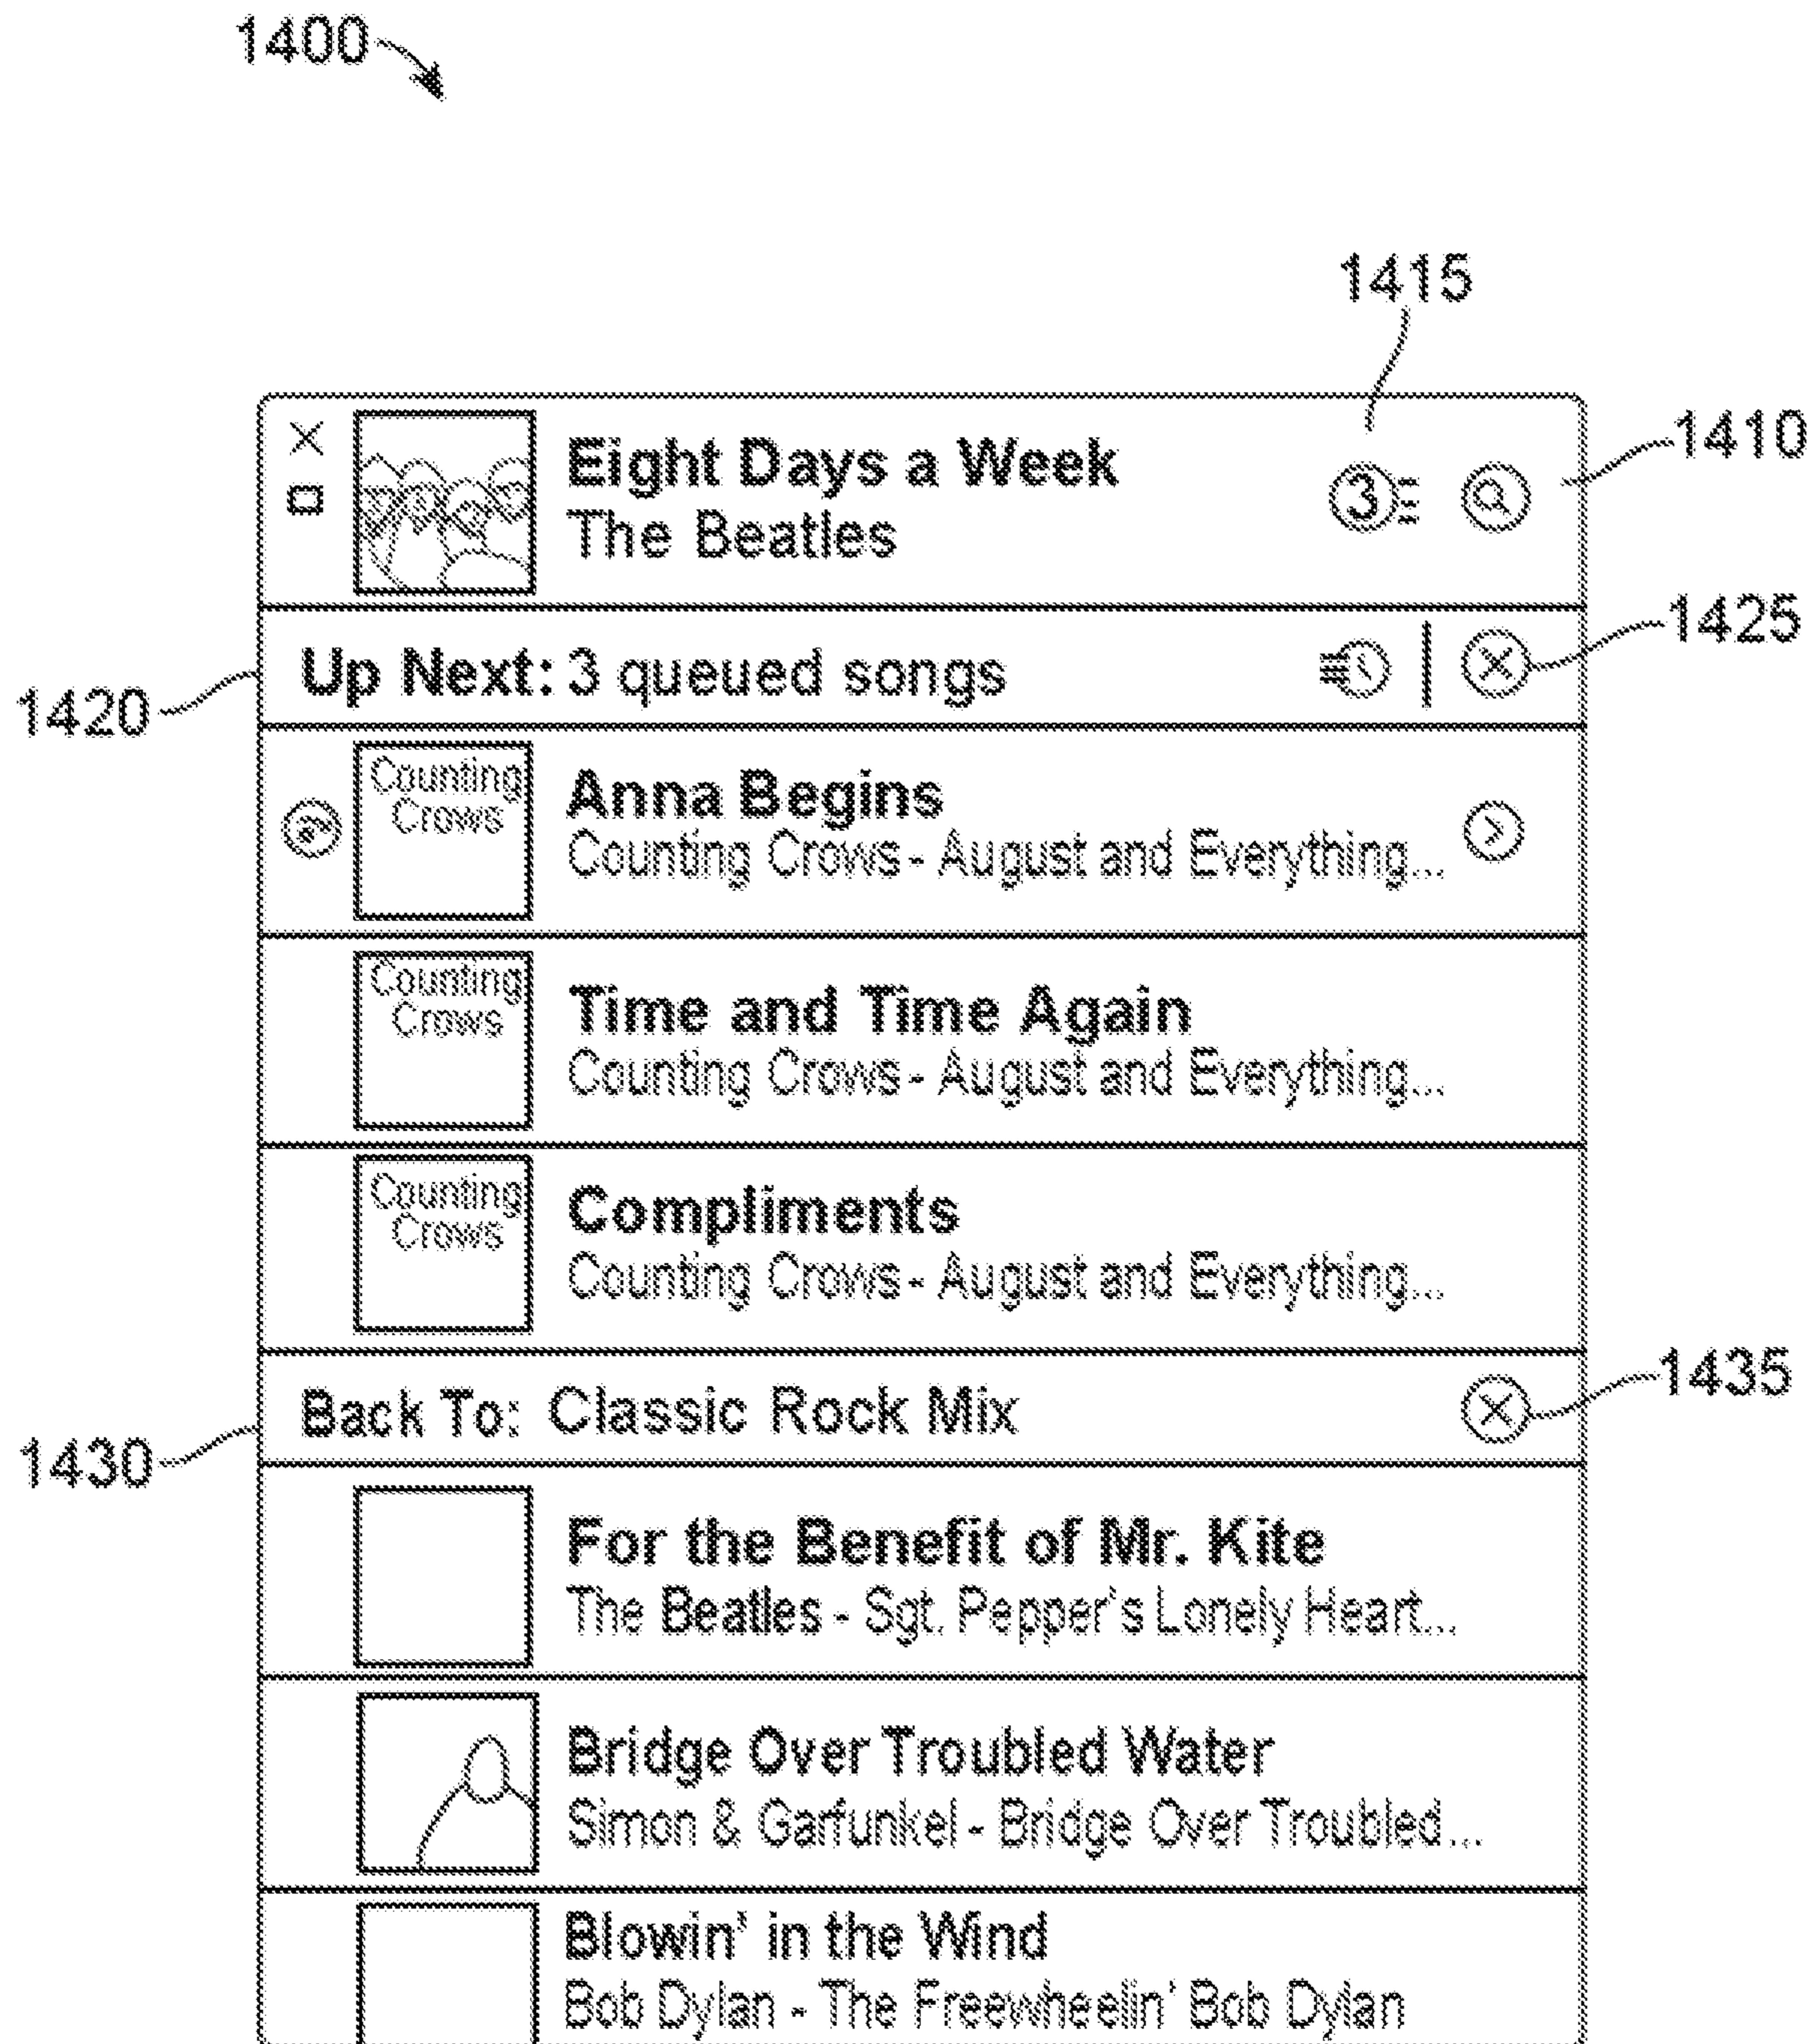 1400
1415
Eight Days a Week
1410
The Beatles
3
1425
Up Next: 3 queued songs
1420
Counting
Crows
Anna Begins
Counting Crows - August and Everything...
Counting
Crows
Time and Time Again
Counting Crows - August and Everything...
Counting
Crows
Compliments
Counting Crows - August and Everything...
1435
Back To: Classic Rock Mix
1430
For the Benefit of Mr. Kite
The Beatles - Sgt. Pepper's Lonely Heart...
Bridge Over Troubled Water
Simon & Garfunkel - Bridge Over Troubled...
Blowin' in the Wind
Bob Dylan - The Freewheelin' Bob Dylan